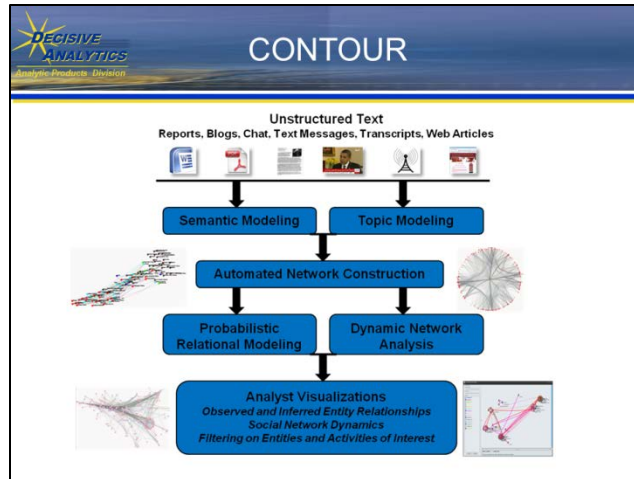 DECISIVE
ANALYTICS
Analytic Products Division
CONTOUR
Unstructured Text
Reports, Blogs, Chat, Text Messages, Transcripts, Web Articles
Semantic Modeling
Topic Modeling
Automated Network Construction
Probabilistic
Relational Modeling
Dynamic Network
Analysis
Analyst Visualizations
Observed and Inferred Entity Relationships
Social Network Dynamics
Filtering on Entities and Activities of Interest